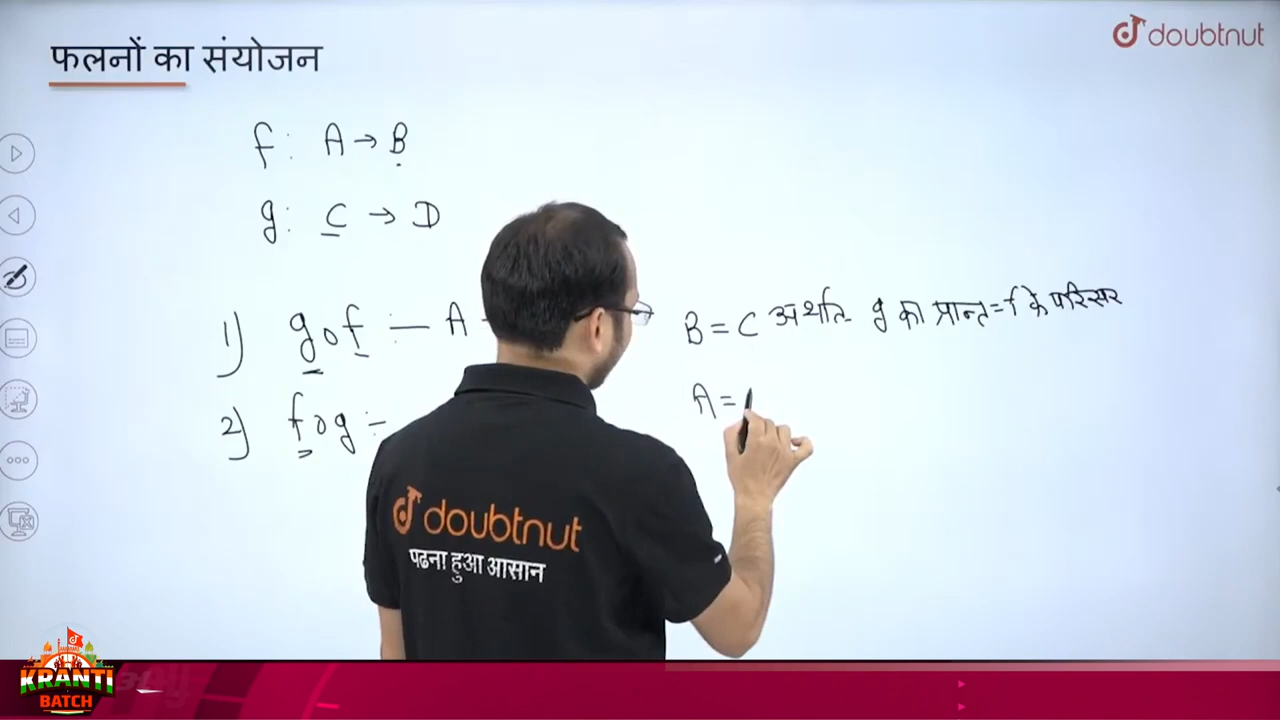 फलनों का संयोजन
doubtnut
f: A → B
g: C → D
1) gof :— A
B = C अर्थात g का प्रान्त = f के परिसर
2) fog :-
A =
doubtnut
पढना हुआ आसान
KRANTI
BATCH